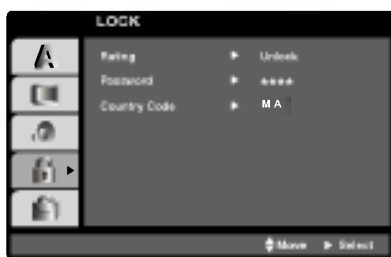 LOCK
Rating ► Unlock
Password ► ****
Country Code ► M A
Move ► Select